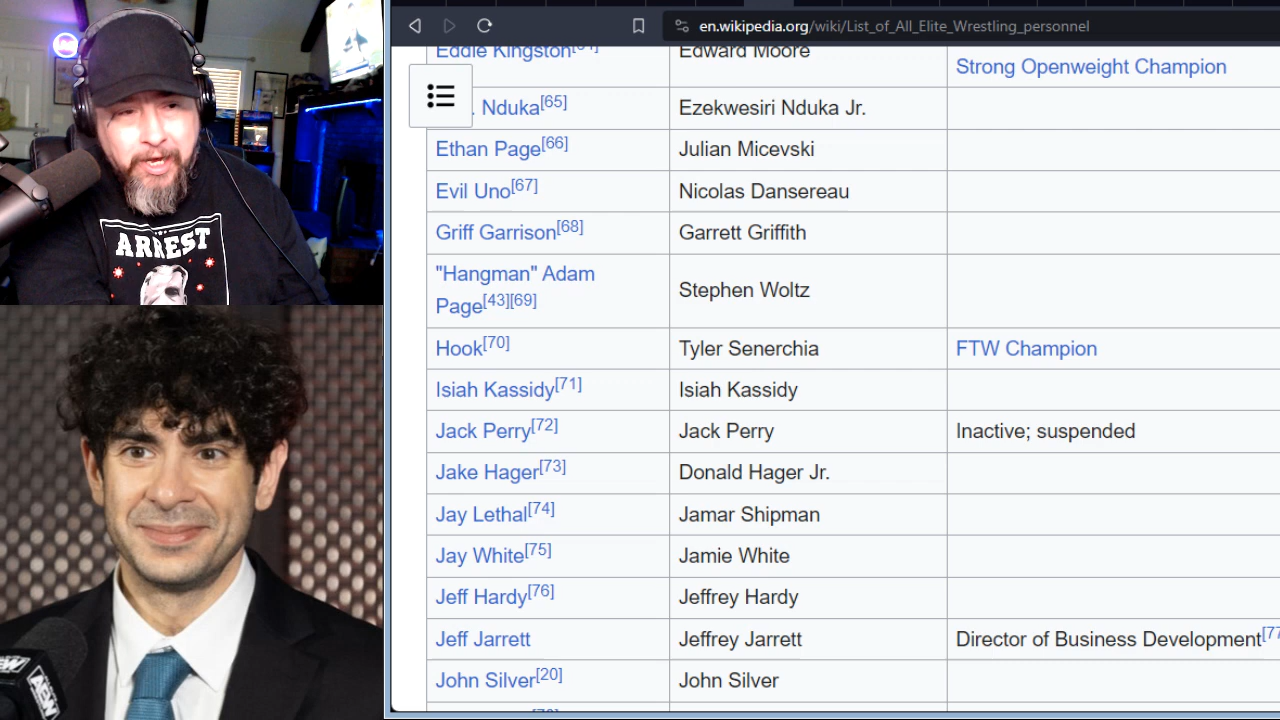 en.wikipedia.org/wiki/List_of_All_Elite_Wrestling_personnel
Eddie Kingston Edward Moore
Strong Openweight Champion
. Nduka[65] Ezekwesiri Nduka Jr.
Ethan Page[66] Julian Micevski
Evil Uno[67] Nicolas Dansereau
Griff Garrison[68] Garrett Griffith
"Hangman" Adam
Page[43][69] Stephen Woltz
Hook[70] Tyler Senerchia FTW Champion
Isiah Kassidy[71] Isiah Kassidy
Jack Perry[72] Jack Perry Inactive; suspended
Jake Hager[73] Donald Hager Jr.
Jay Lethal[74] Jamar Shipman
Jay White[75] Jamie White
Jeff Hardy[76] Jeffrey Hardy
Jeff Jarrett Jeffrey Jarrett Director of Business Development[77
John Silver[20] John Silver
ARREST
AEW